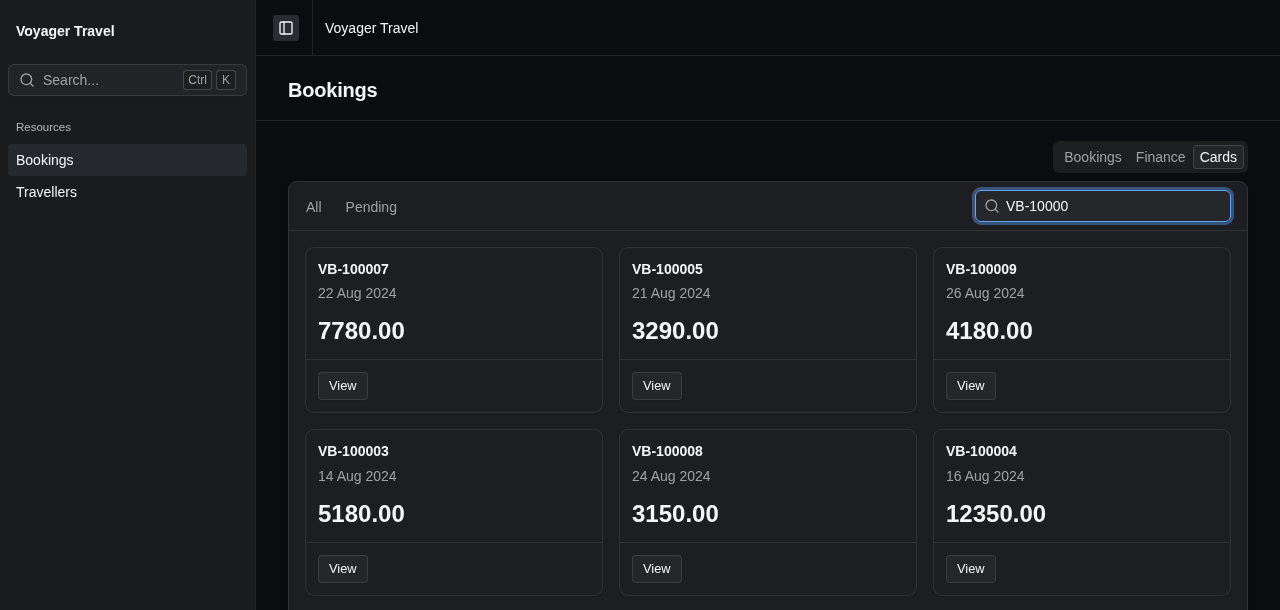 Voyager Travel
Search... Ctrl K
Resources
Bookings
Travellers
Voyager Travel
Bookings
Bookings Finance Cards
All Pending VB-10000
VB-100007
22 Aug 2024
7780.00
View
VB-100005
21 Aug 2024
3290.00
View
VB-100009
26 Aug 2024
4180.00
View
VB-100003
14 Aug 2024
5180.00
View
VB-100008
24 Aug 2024
3150.00
View
VB-100004
16 Aug 2024
12350.00
View